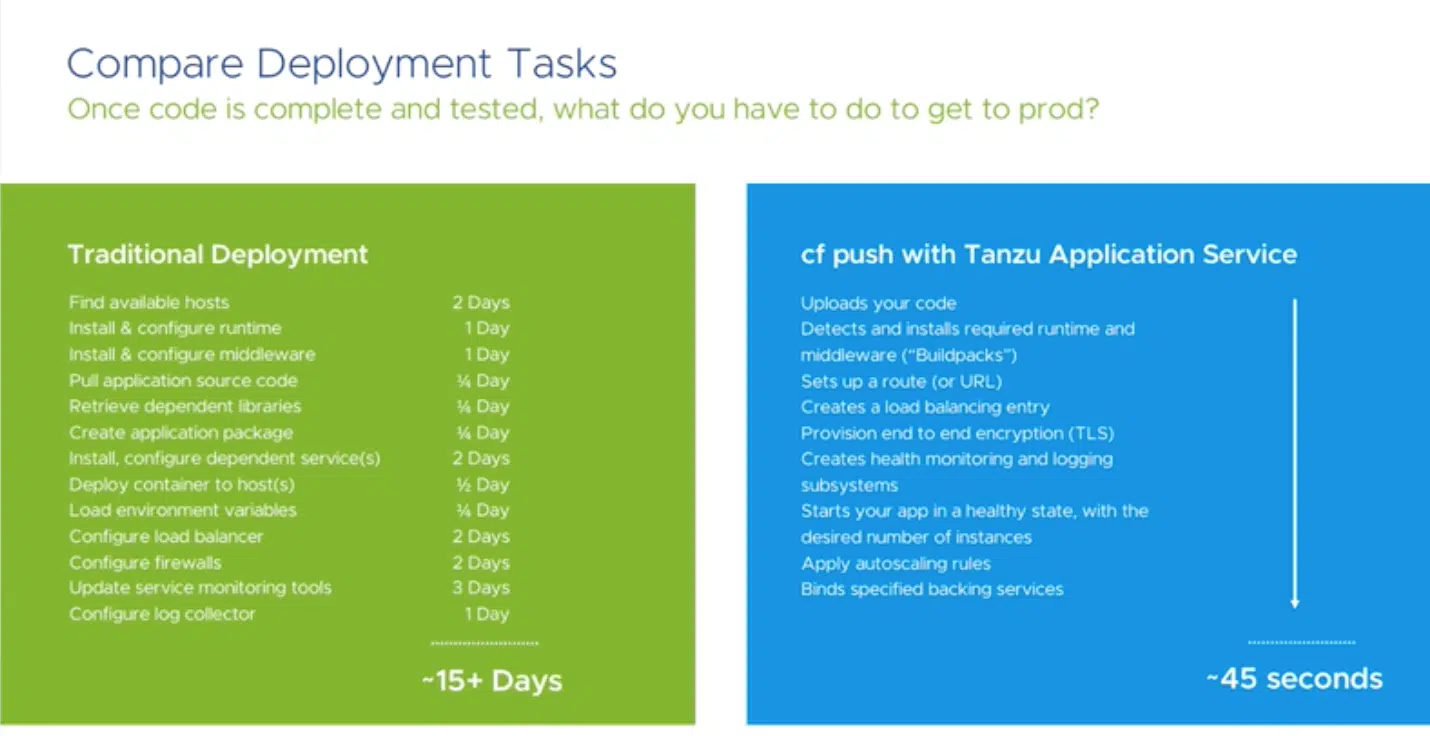 Compare Deployment Tasks
Once code is complete and tested, what do you have to do to get to prod?
Traditional Deployment
Find available hosts 2 Days
Install & configure runtime 1 Day
Install & configure middleware 1 Day
Pull application source code ¼ Day
Retrieve dependent libraries ¼ Day
Create application package ¼ Day
Install, configure dependent service(s) 2 Days
Deploy container to host(s) ½ Day
Load environment variables ¼ Day
Configure load balancer 2 Days
Configure firewalls 2 Days
Update service monitoring tools 3 Days
Configure log collector 1 Day
~15+ Days
cf push with Tanzu Application Service
Uploads your code
Detects and installs required runtime and
middleware (“Buildpacks”)
Sets up a route (or URL)
Creates a load balancing entry
Provision end to end encryption (TLS)
Creates health monitoring and logging
subsystems
Starts your app in a healthy state, with the
desired number of instances
Apply autoscaling rules
Binds specified backing services
~45 seconds